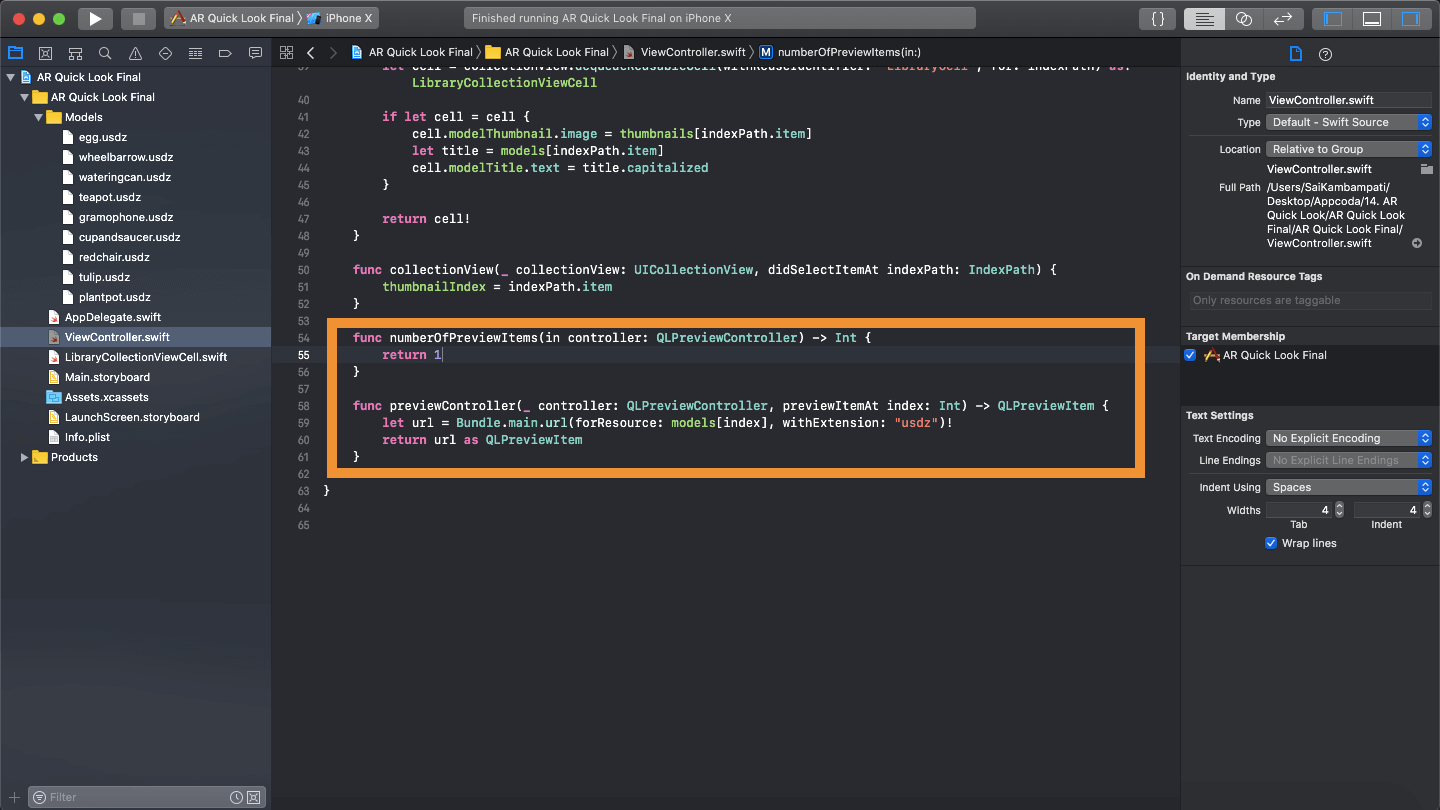 AR Quick Look Final 〉 iPhone X
Finished running AR Quick Look Final on iPhone X
{ }
AR Quick Look Final 〉 AR Quick Look Final 〉 ViewController.swift 〉 M numberOfPreviewItems(in:)
AR Quick Look Final
AR Quick Look Final
Models
egg.usdz
wheelbarrow.usdz
wateringcan.usdz
teapot.usdz
gramophone.usdz
cupandsaucer.usdz
redchair.usdz
tulip.usdz
plantpot.usdz
AppDelegate.swift
ViewController.swift
LibraryCollectionViewCell.swift
Main.storyboard
Assets.xcassets
LaunchScreen.storyboard
Info.plist
Products
Filter
39 let cell = collectionView.dequeueReusableCell(withReuseIdentifier: "LibraryCell", for: indexPath) as?
LibraryCollectionViewCell
40
41 if let cell = cell {
42 cell.modelThumbnail.image = thumbnails[indexPath.item]
43 let title = models[indexPath.item]
44 cell.modelTitle.text = title.capitalized
45 }
46
47 return cell!
48 }
49
50 func collectionView(_ collectionView: UICollectionView, didSelectItemAt indexPath: IndexPath) {
51 thumbnailIndex = indexPath.item
52 }
53
54 func numberOfPreviewItems(in controller: QLPreviewController) -> Int {
55 return 1
56 }
57
58 func previewController(_ controller: QLPreviewController, previewItemAt index: Int) -> QLPreviewItem {
59 let url = Bundle.main.url(forResource: models[index], withExtension: "usdz")!
60 return url as QLPreviewItem
61 }
62
63 }
64
65
Identity and Type
Name ViewController.swift
Type Default - Swift Source
Location Relative to Group
ViewController.swift
Full Path /Users/SaiKambampati/
Desktop/Appcoda/14. AR
Quick Look/AR Quick Look
Final/AR Quick Look Final/
ViewController.swift
On Demand Resource Tags
Only resources are taggable
Target Membership
AR Quick Look Final
Text Settings
Text Encoding No Explicit Encoding
Line Endings No Explicit Line Endings
Indent Using Spaces
Widths 4 4
Tab Indent
Wrap lines